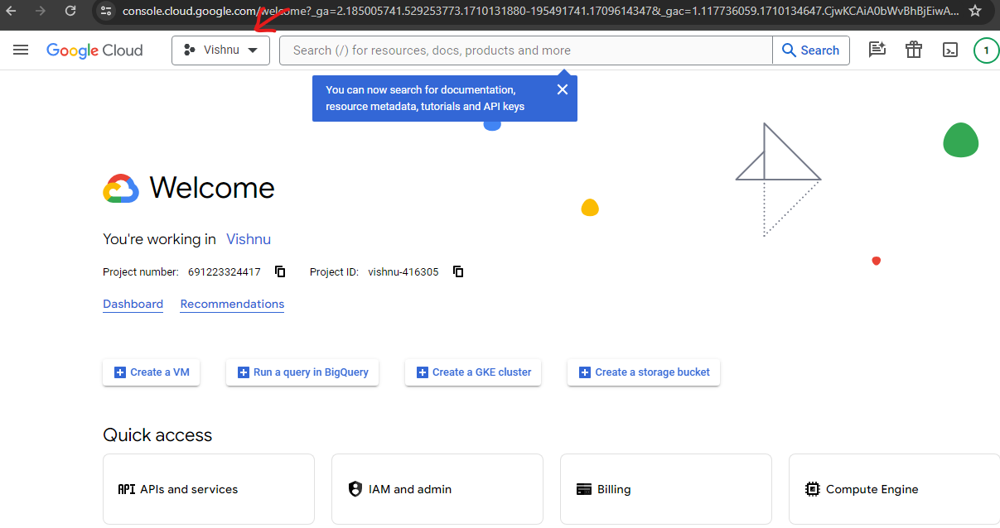 console.cloud.google.com/welcome?_ga=2.185005741.529253773.1710131880-195491741.1709614347&_gac=1.117736059.1710134647.CjwKCAiA0bWvBhBjEiwA...
Google Cloud
Vishnu
Search (/) for resources, docs, products and more
Search
1
You can now search for documentation,
resource metadata, tutorials and API keys
Welcome
You're working in Vishnu
Project number: 691223324417 Project ID: vishnu-416305
Dashboard Recommendations
Create a VM
Run a query in BigQuery
Create a GKE cluster
Create a storage bucket
Quick access
API APIs and services
IAM and admin
Billing
Compute Engine